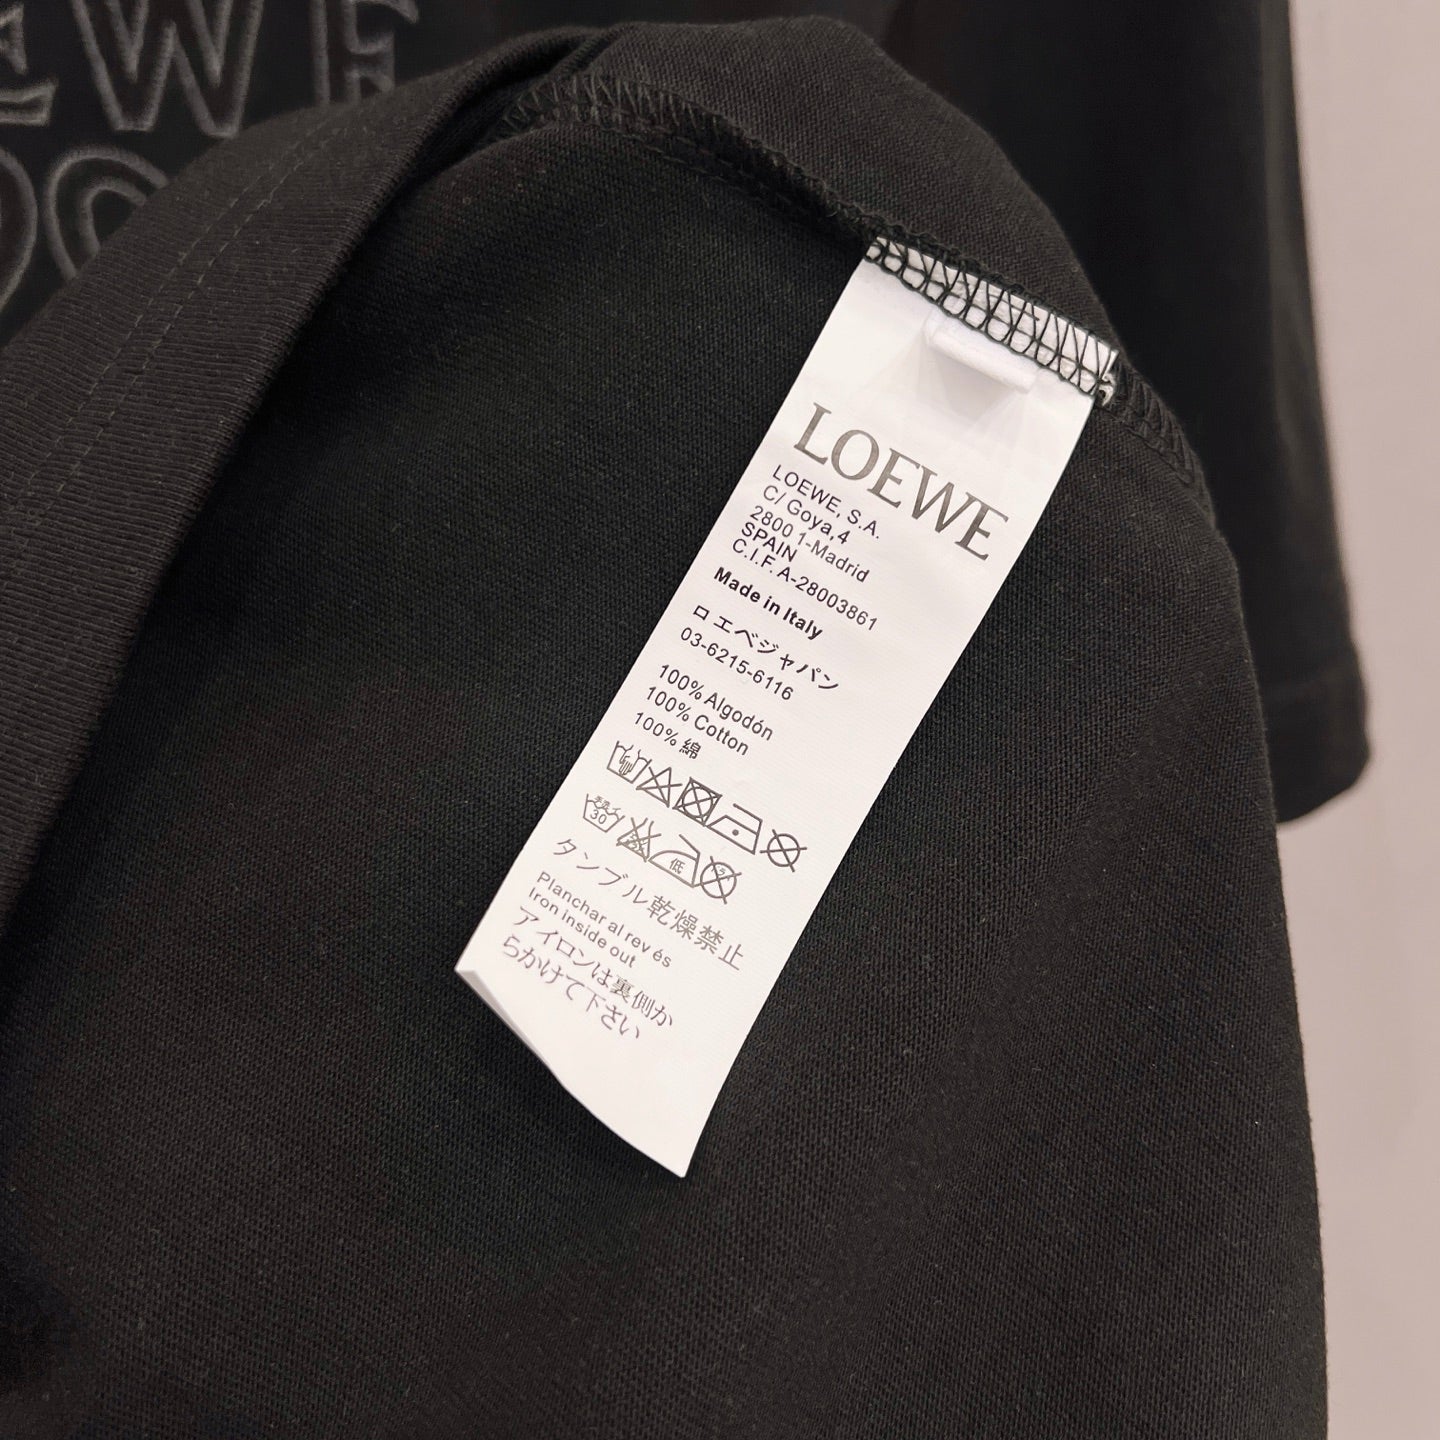 EWE
LOEWE
LOEWE, S.A.
C/ Goya,4
2800 1-Madrid
SPAIN
C.I.F. A-28003861
Made in Italy
ロエベジャパン
03-6215-6116
100% Algodón
100% Cotton
100% 綿
30
低
タンブル乾燥禁止
Planchar al rev és
Iron inside out
アイロンは裏側か
らかけて下さい